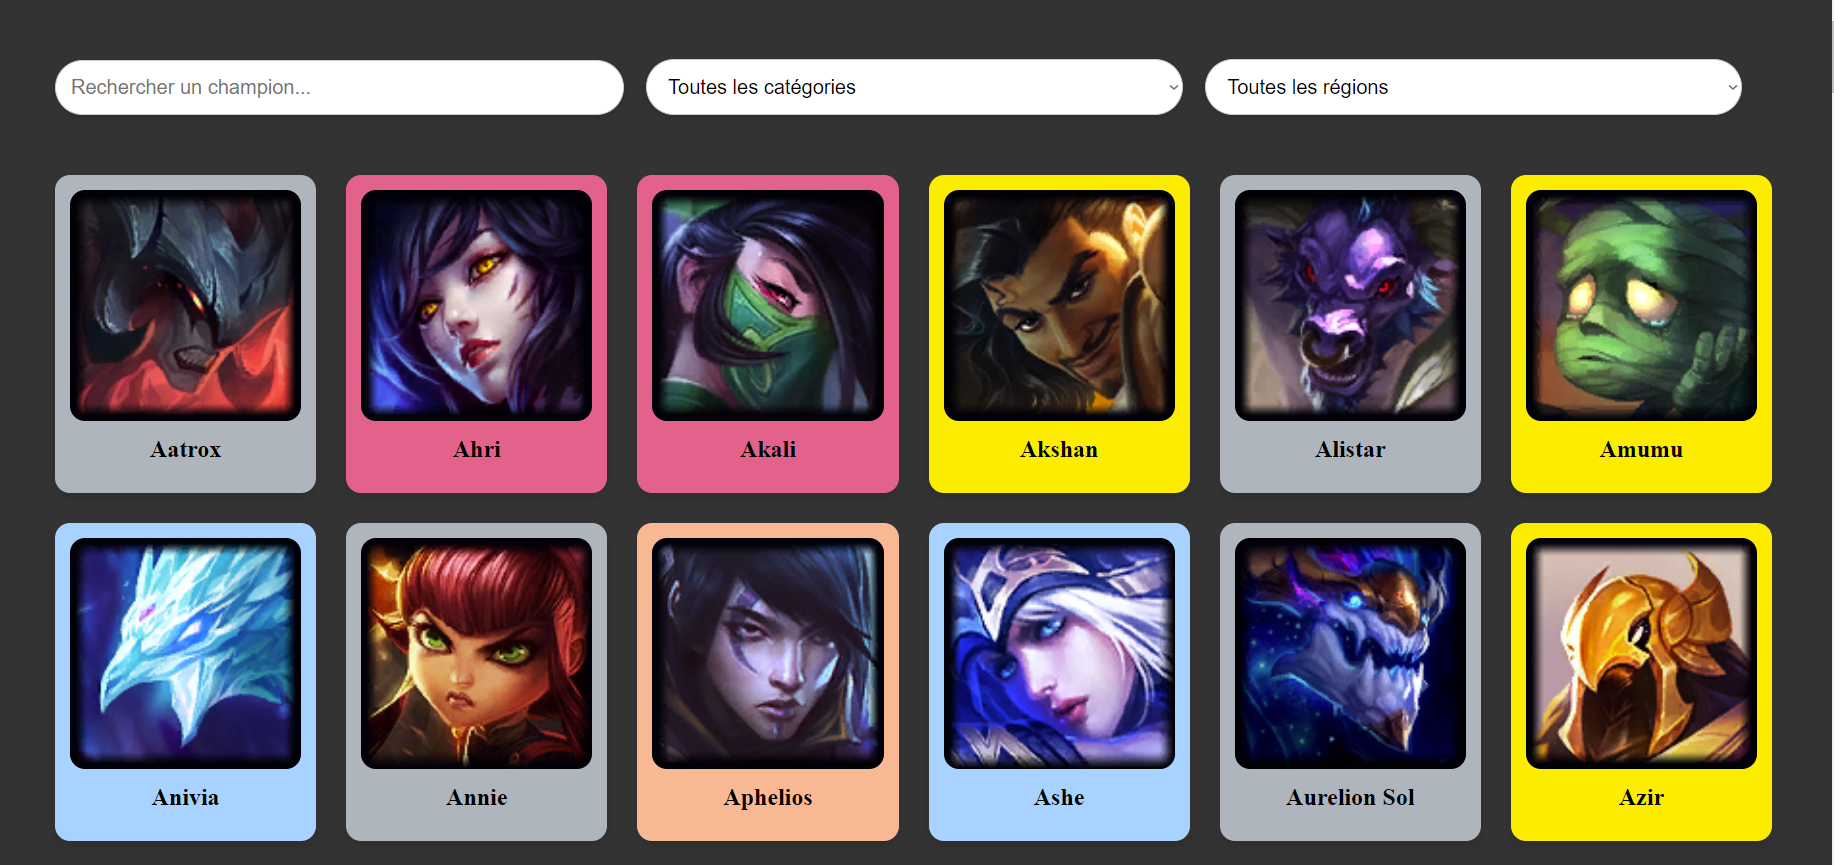 Rechercher un champion...
Toutes les catégories
Toutes les régions
Aatrox
Ahri
Akali
Akshan
Alistar
Amumu
Anivia
Annie
Aphelios
Ashe
Aurelion Sol
Azir